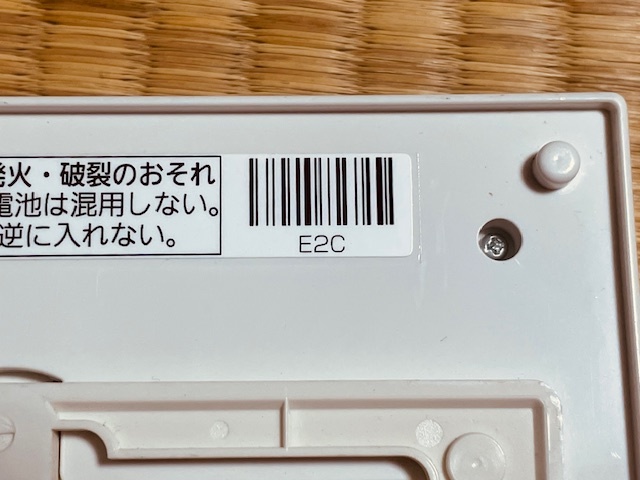 発火・破裂のおそれ
電池は混用しない。
逆に入れない。
E2C